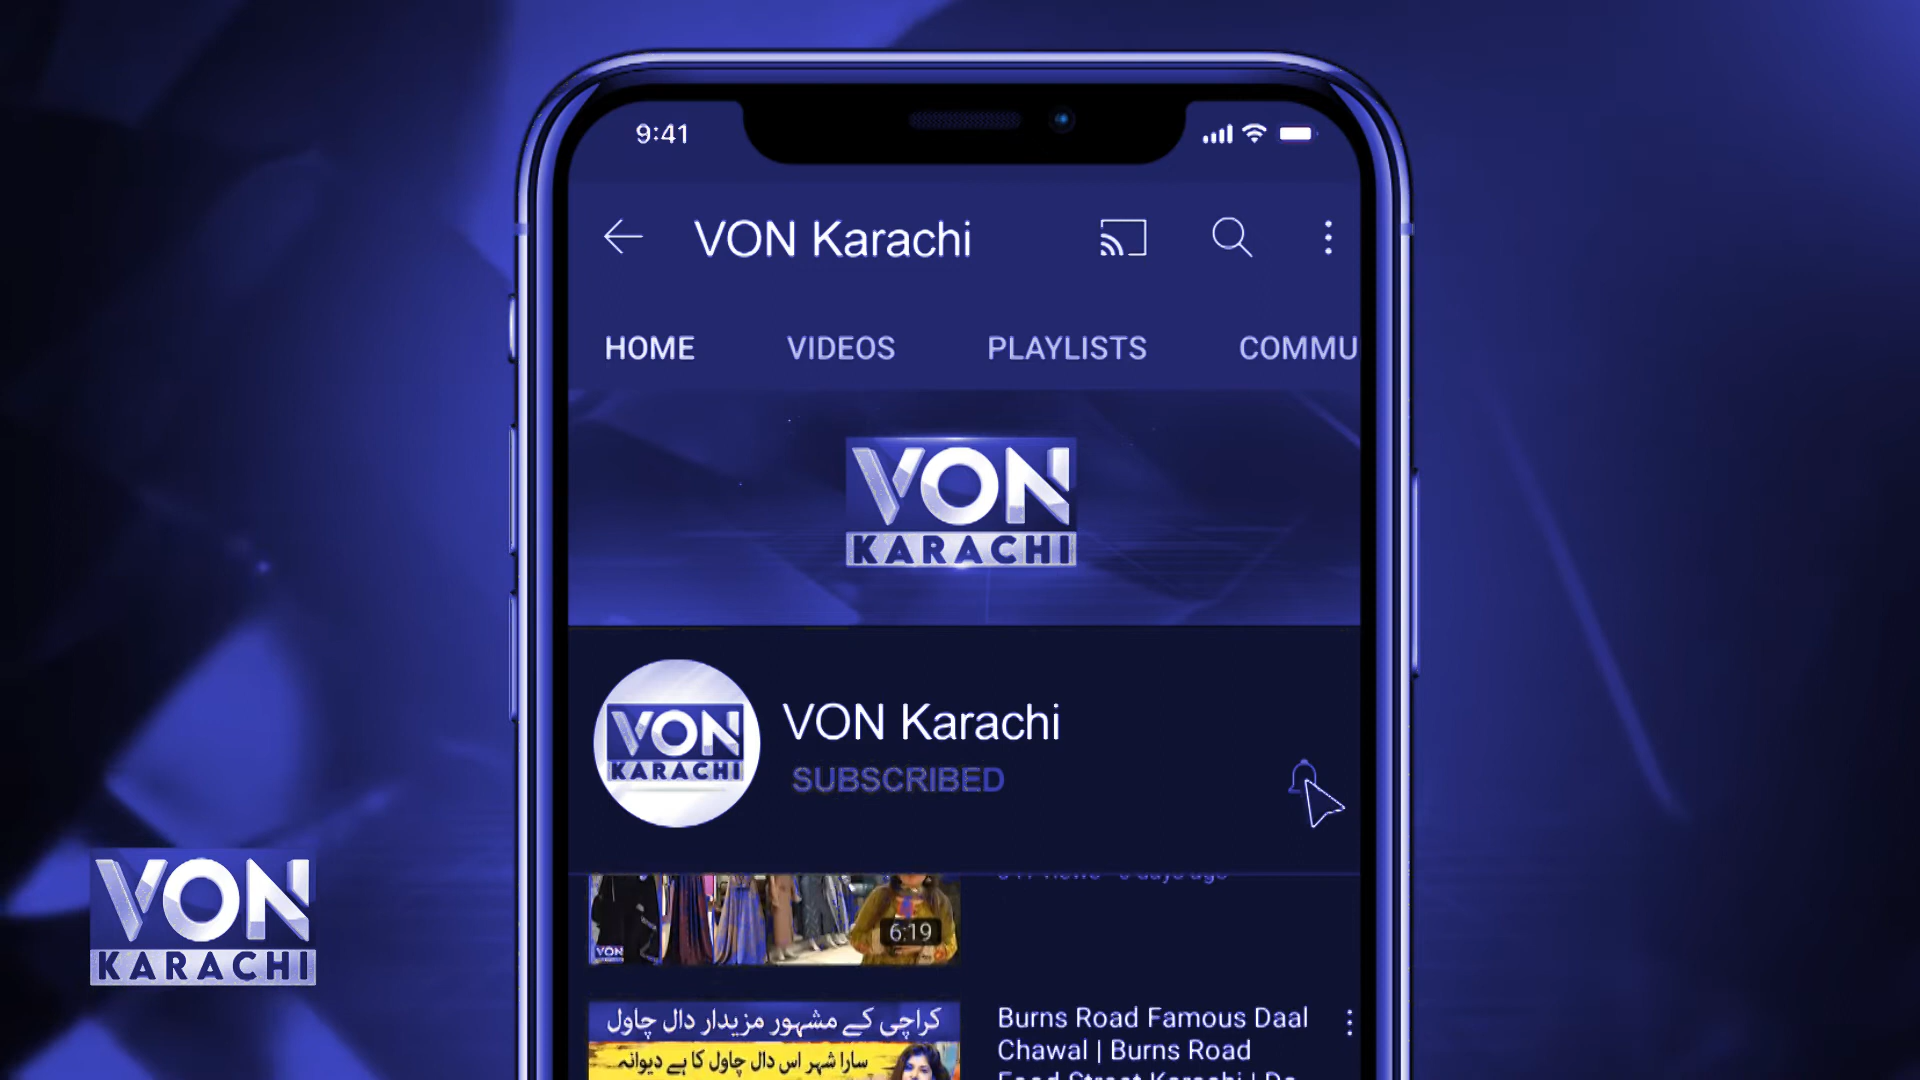 9:41
VON Karachi
HOME VIDEOS PLAYLISTS COMMU
VON
KARACHI
VON
KARACHI
VON Karachi
SUBSCRIBED
6:19
VON
VON
KARACHI
کراچی کے مشہور مزیدار دال چاول
سارا شہر اس دال چاول کا ہے دیوانہ
Burns Road Famous Daal
Chawal | Burns Road